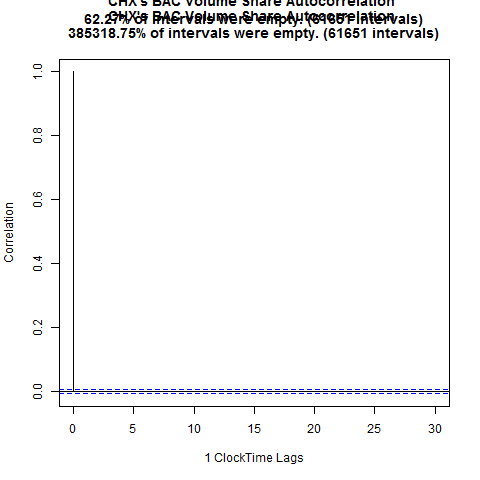 CHX's BAC Volume Share Autocorrelation
CHX's BAC Volume Share Autocorrelation
62.27% of intervals were empty. (61651 intervals)
385318.75% of intervals were empty. (61651 intervals)
Correlation
1.0
0.8
0.6
0.4
0.2
0.0
0 5 10 15 20 25 30
1 ClockTime Lags